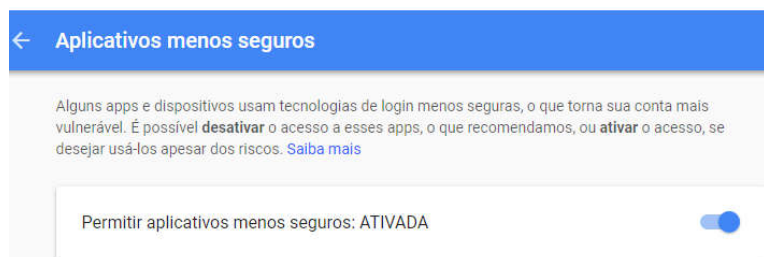 Aplicativos menos seguros
Alguns apps e dispositivos usam tecnologias de login menos seguras, o que torna sua conta mais
vulnerável. É possível desativar o acesso a esses apps, o que recomendamos, ou ativar o acesso, se
desejar usá-los apesar dos riscos. Saiba mais
Permitir aplicativos menos seguros: ATIVADA